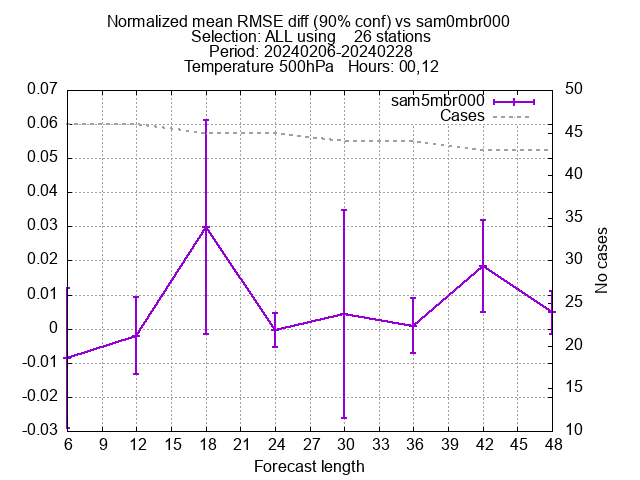 Normalized mean RMSE diff (90% conf) vs sam0mbr000
Selection: ALL using    26 stations
Period: 20240206-20240228
Temperature 500hPa   Hours: 00,12
sam5mbr000
Cases
0.07
0.06
0.05
0.04
0.03
0.02
0.01
0
-0.01
-0.02
-0.03
50
45
40
35
30
25
20
15
10
No cases
6 9 12 15 18 21 24 27 30 33 36 39 42 45 48
Forecast length